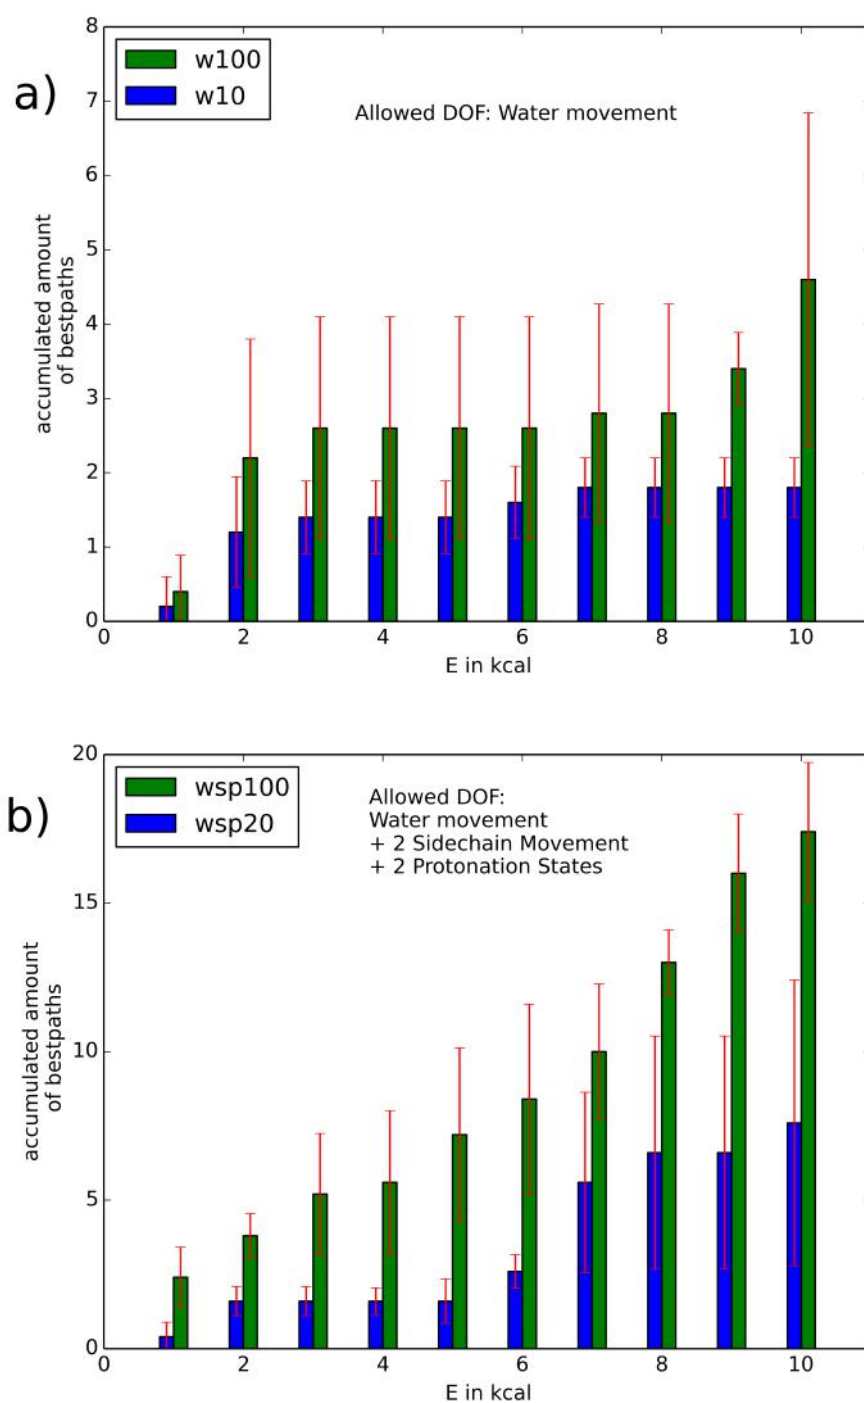 a)
w100
w10
Allowed DOF: Water movement
accumulated amount
of bestpaths
8
7
6
5
4
3
2
1
0
0 2 4 6 8 10
E in kcal
b)
wsp100
wsp20
Allowed DOF:
Water movement
+ 2 Sidechain Movement
+ 2 Protonation States
accumulated amount
of bestpaths
20
15
10
5
0
0 2 4 6 8 10
E in kcal